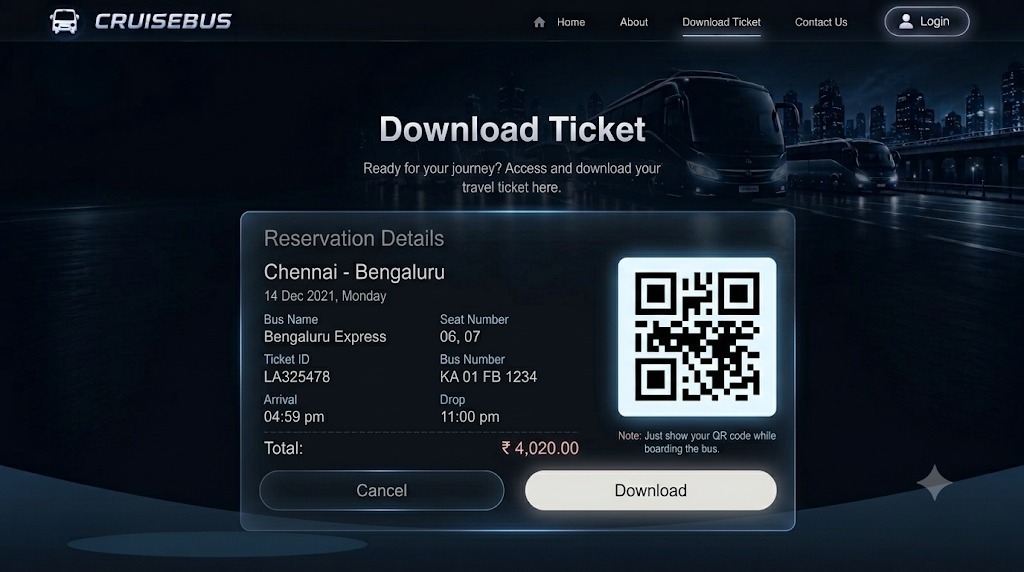 CRUISEBUS
Home About Download Ticket Contact Us Login
Download Ticket
Ready for your journey? Access and download your
travel ticket here.
Reservation Details
Chennai - Bengaluru
14 Dec 2021, Monday
Bus Name Seat Number
Bengaluru Express 06, 07
Ticket ID Bus Number
LA325478 KA 01 FB 1234
Arrival Drop
04:59 pm 11:00 pm
Total: ₹ 4,020.00
Note: Just show your QR code while
boarding the bus.
Cancel Download